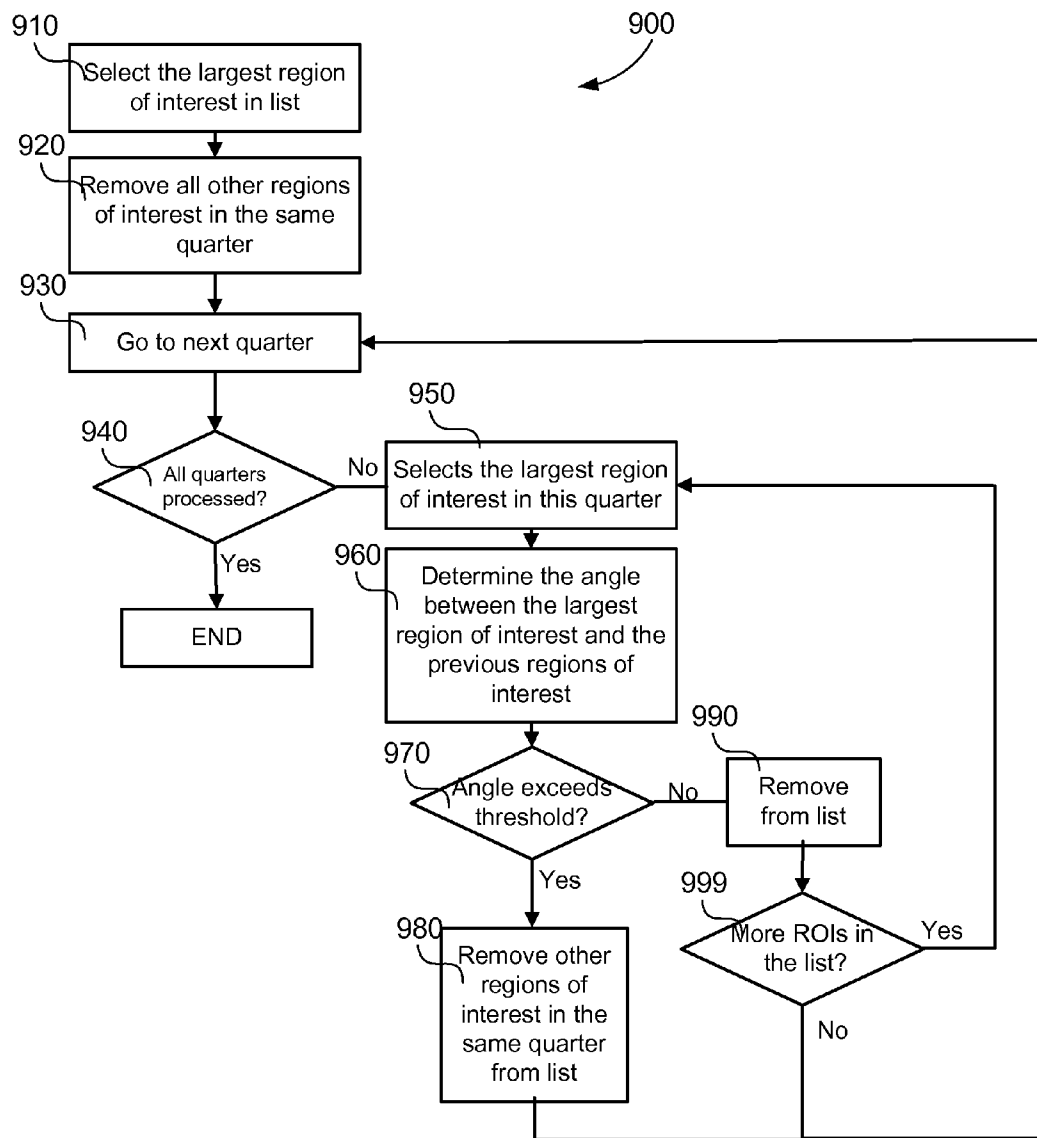 910
900
Select the largest region
of interest in list
920
Remove all other regions
of interest in the same
quarter
930
Go to next quarter
940
All quarters
processed?
No
Yes
END
950
Selects the largest region
of interest in this quarter
960
Determine the angle
between the largest
region of interest and the
previous regions of
interest
970
Angle exceeds
threshold?
No
Yes
990
Remove
from list
999
More ROIs in
the list?
Yes
No
980
Remove other
regions of
interest in the
same quarter
from list